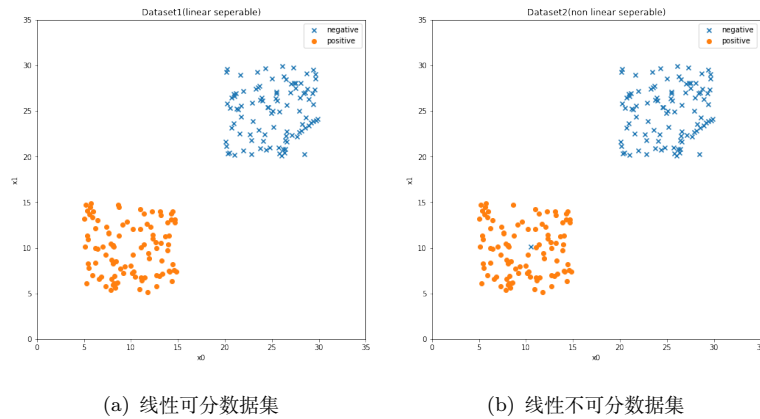 Dataset1(linear seperable)
35
30
25
20
15
10
5
0
0 5 10 15 20 25 30 35
x1
x0
negative
positive
(a) 线性可分数据集
Dataset2(non linear seperable)
35
30
25
20
15
10
5
0
0 5 10 15 20 25 30 35
x1
x0
negative
positive
(b) 线性不可分数据集